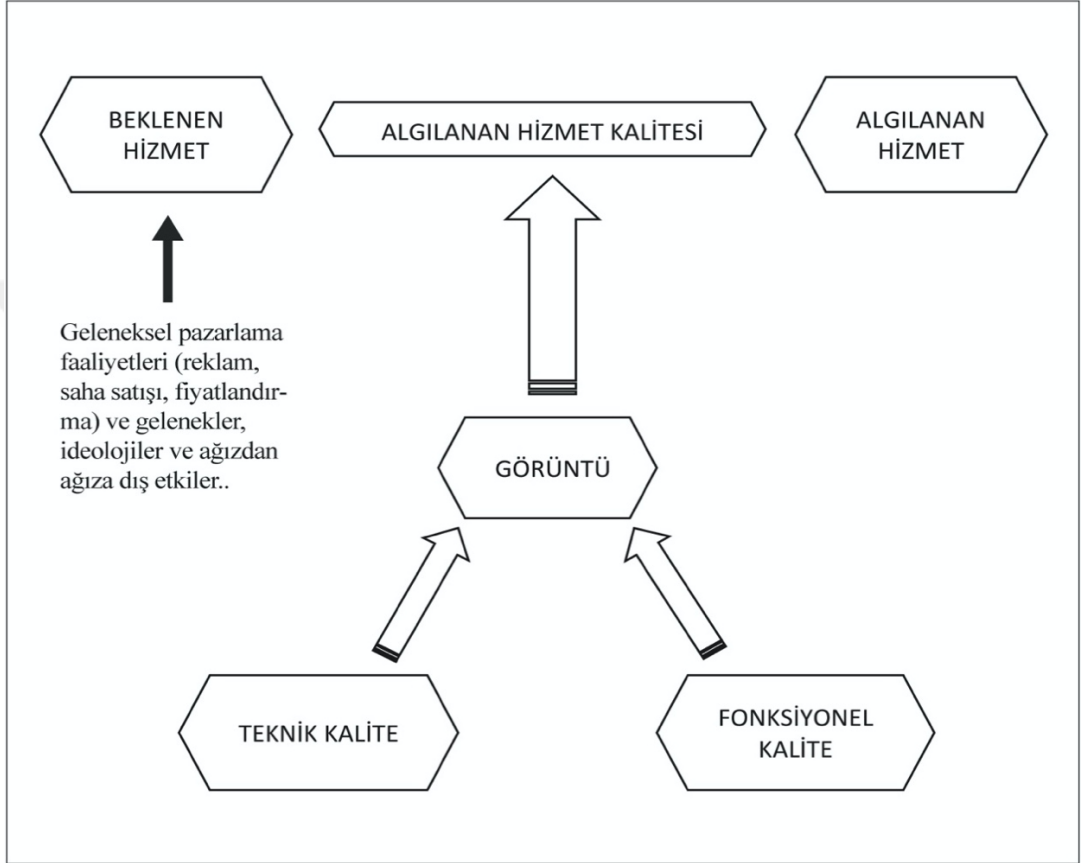 BEKLENEN
HİZMET
ALGILANAN HİZMET KALİTESİ
ALGILANAN
HİZMET
Geleneksel pazarlama
faaliyetleri (reklam,
saha satışı, fiyatlandır-
ma) ve gelenekler,
ideolojiler ve ağızdan
ağıza dış etkiler..
GÖRÜNTÜ
TEKNİK KALİTE
FONKSİYONEL
KALİTE